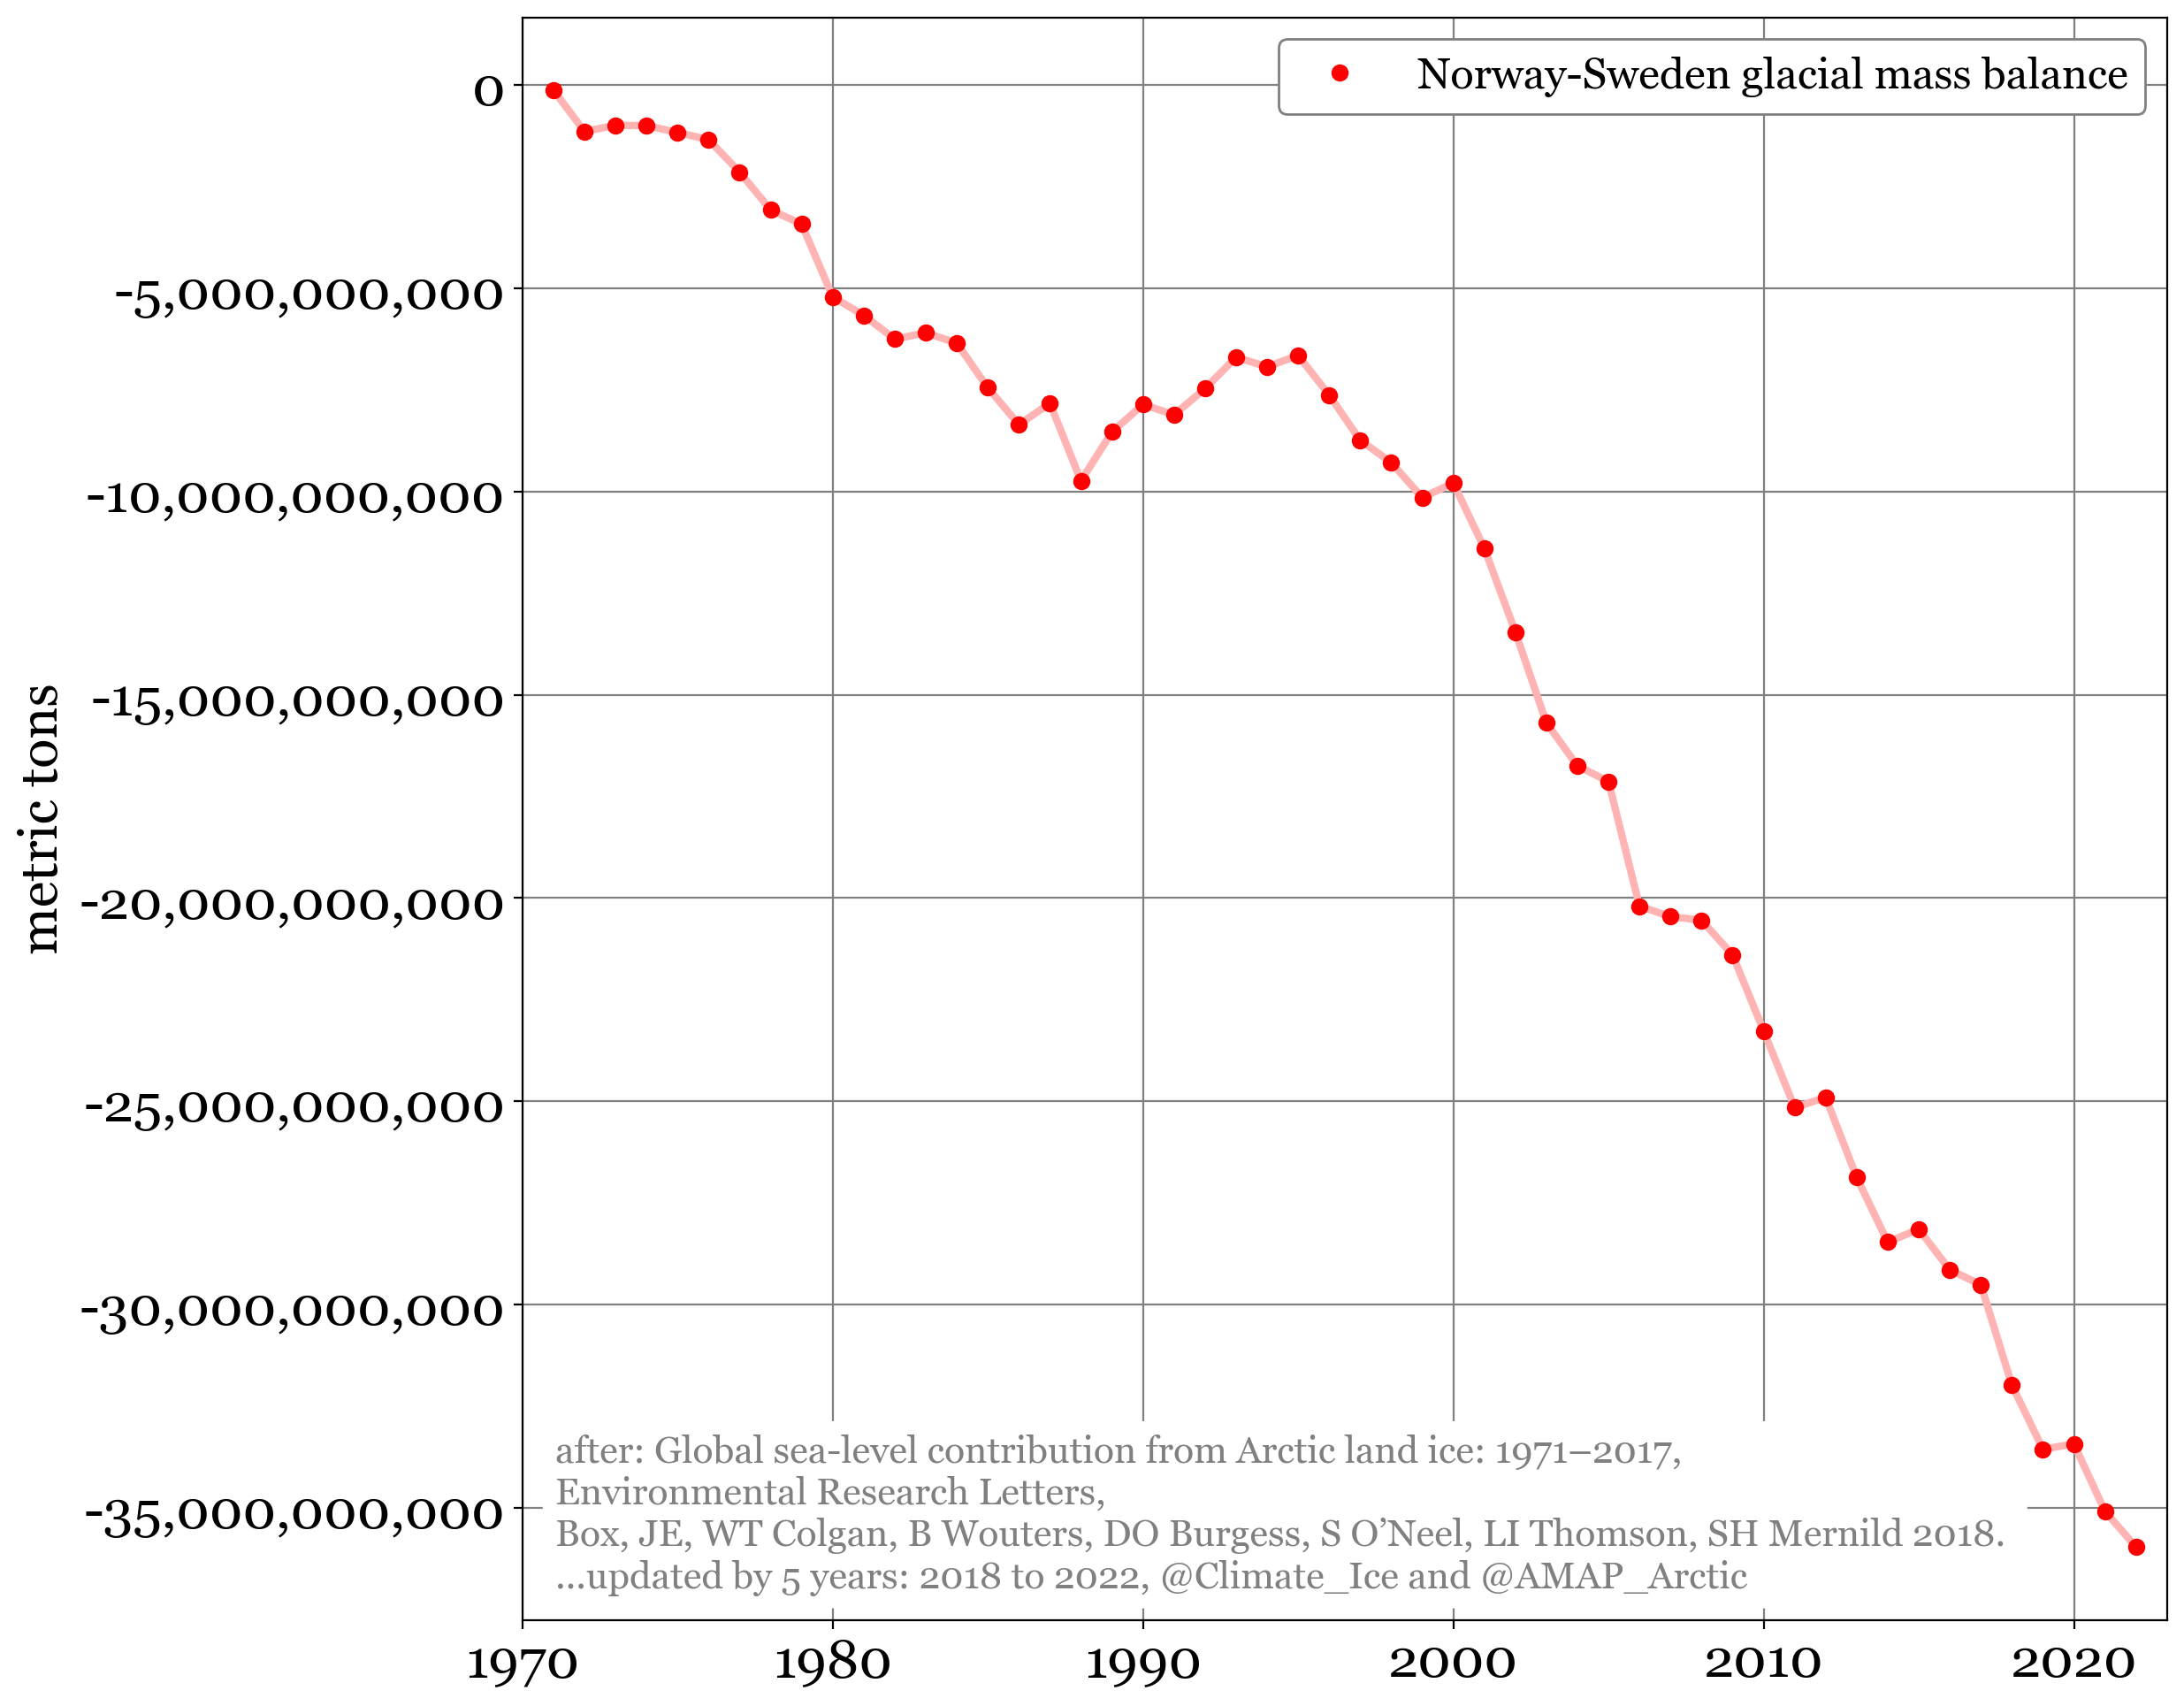 Norway-Sweden glacial mass balance
0
-5,000,000,000
-10,000,000,000
-15,000,000,000
-20,000,000,000
-25,000,000,000
-30,000,000,000
-35,000,000,000
metric tons
after: Global sea-level contribution from Arctic land ice: 1971–2017,
Environmental Research Letters,
Box, JE, WT Colgan, B Wouters, DO Burgess, S O’Neel, LI Thomson, SH Mernild 2018.
...updated by 5 years: 2018 to 2022, @Climate_Ice and @AMAP_Arctic
1970 1980 1990 2000 2010 2020